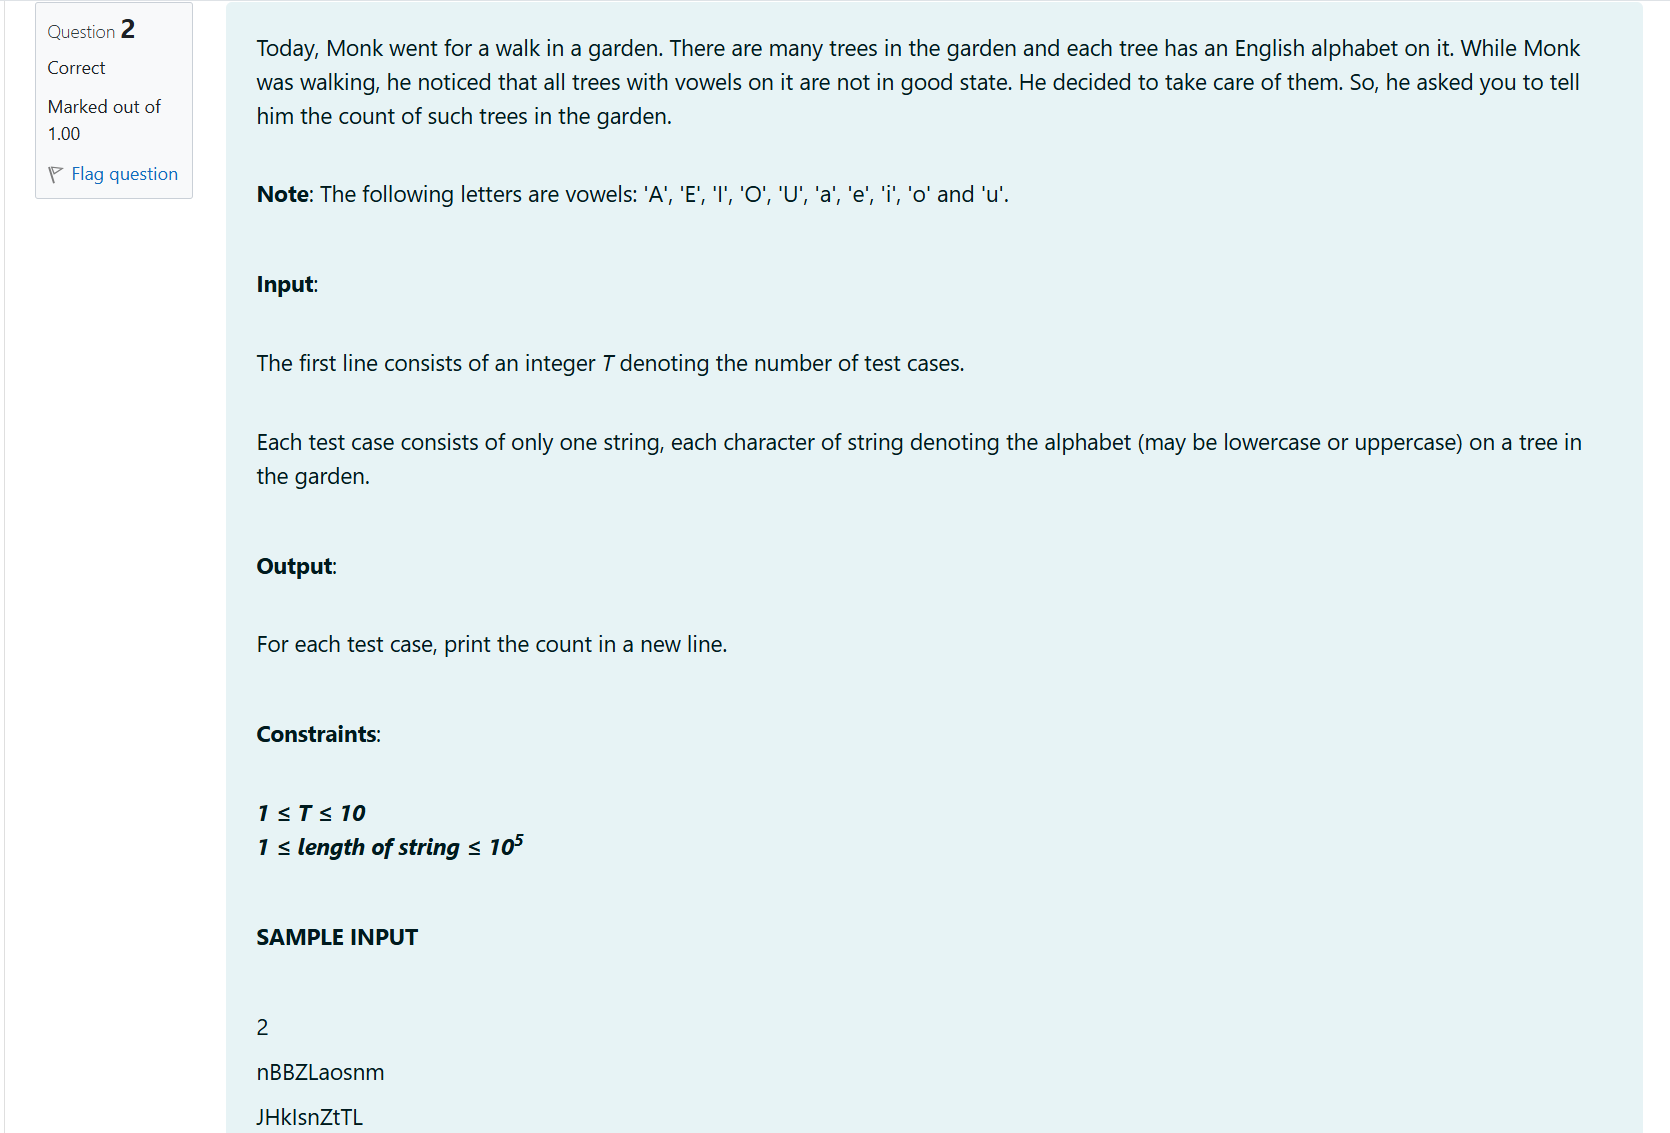 Question 2
Correct
Marked out of
1.00
Flag question
Today, Monk went for a walk in a garden. There are many trees in the garden and each tree has an English alphabet on it. While Monk
was walking, he noticed that all trees with vowels on it are not in good state. He decided to take care of them. So, he asked you to tell
him the count of such trees in the garden.
Note: The following letters are vowels: 'A', 'E', 'I', 'O', 'U', 'a', 'e', 'i', 'o' and 'u'.
Input:
The first line consists of an integer T denoting the number of test cases.
Each test case consists of only one string, each character of string denoting the alphabet (may be lowercase or uppercase) on a tree in
the garden.
Output:
For each test case, print the count in a new line.
Constraints:
1 ≤ T ≤ 10
1 ≤ length of string ≤ 10⁵
SAMPLE INPUT
2
nBBZLaosnm
JHkIsnZtTL